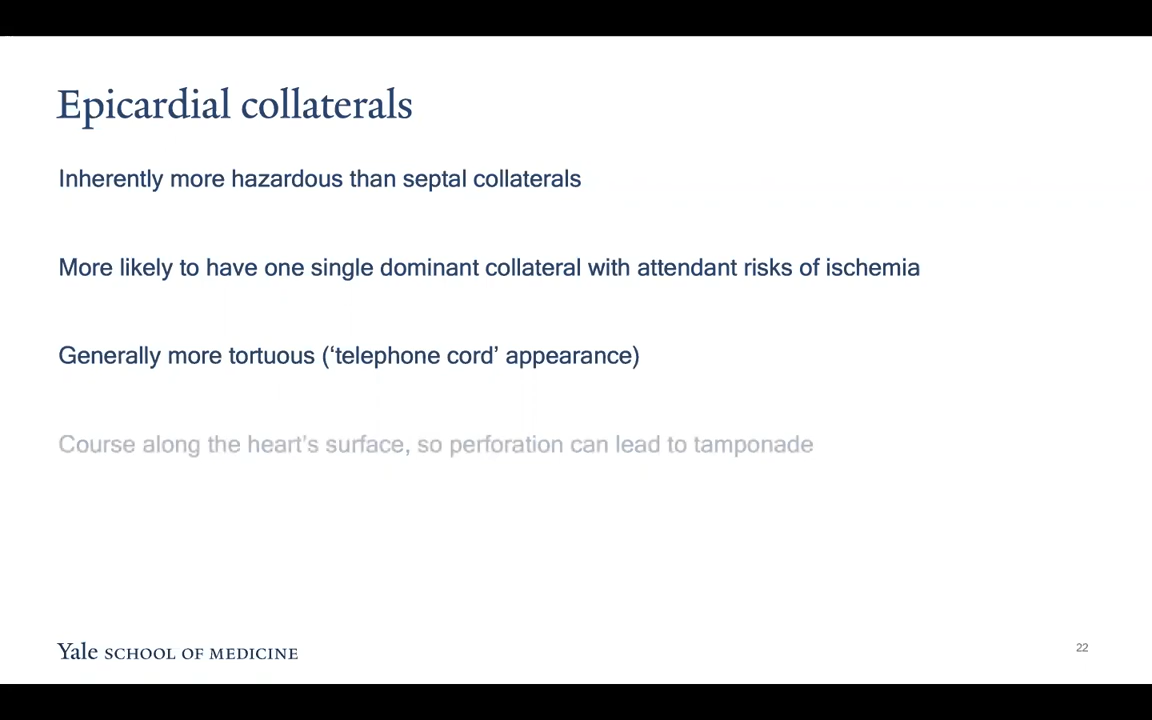 Epicardial collaterals
Inherently more hazardous than septal collaterals
More likely to have one single dominant collateral with attendant risks of ischemia
Generally more tortuous (‘telephone cord’ appearance)
Course along the heart’s surface, so perforation can lead to tamponade
Yale SCHOOL OF MEDICINE
22